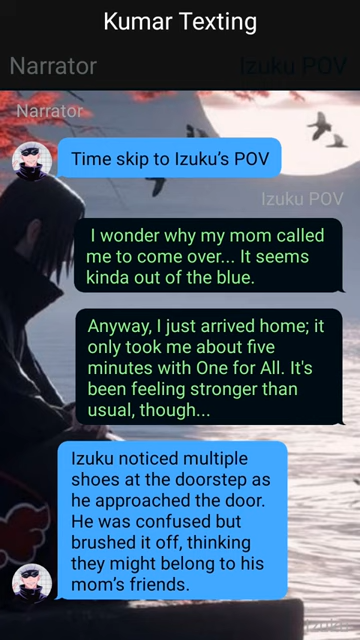 Kumar Texting
Narrator
Izuku POV
Narrator
Time skip to Izuku’s POV
Izuku POV
I wonder why my mom called
me to come over... It seems
kinda out of the blue.
Anyway, I just arrived home; it
only took me about five
minutes with One for All. It's
been feeling stronger than
usual, though...
Izuku noticed multiple
shoes at the doorstep as
he approached the door.
He was confused but
brushed it off, thinking
they might belong to his
mom’s friends.